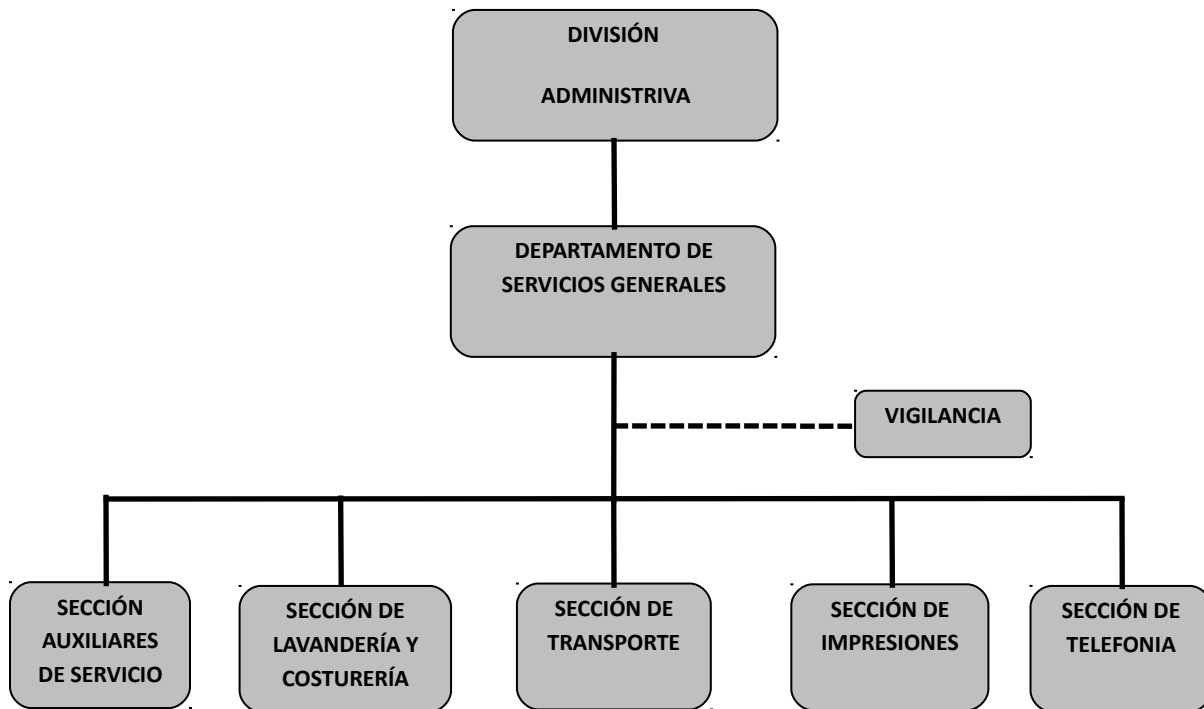 DIVISIÓN
ADMINISTRIVA
DEPARTAMENTO DE
SERVICIOS GENERALES
VIGILANCIA
SECCIÓN
AUXILIARES
DE SERVICIO
SECCIÓN DE
LAVANDERÍA Y
COSTURERÍA
SECCIÓN DE
TRANSPORTE
SECCIÓN DE
IMPRESIONES
SECCIÓN DE
TELEFONIA